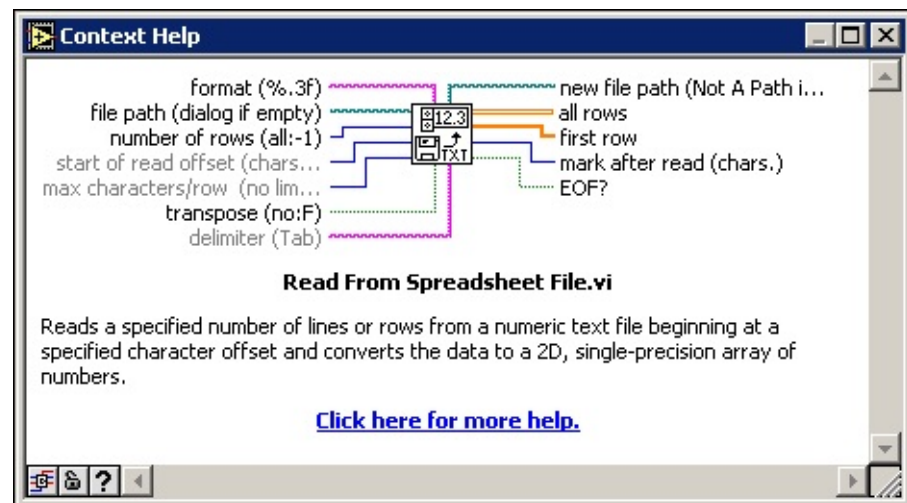 Context Help
format (%.3f)
file path (dialog if empty)
number of rows (all:-1)
start of read offset (chars...
max characters/row (no lim...
transpose (no:F)
delimiter (Tab)
12.3
TXT
new file path (Not A Path i...
all rows
first row
mark after read (chars.)
EOF?
Read From Spreadsheet File.vi
Reads a specified number of lines or rows from a numeric text file beginning at a
specified character offset and converts the data to a 2D, single-precision array of
numbers.
Click here for more help.
?